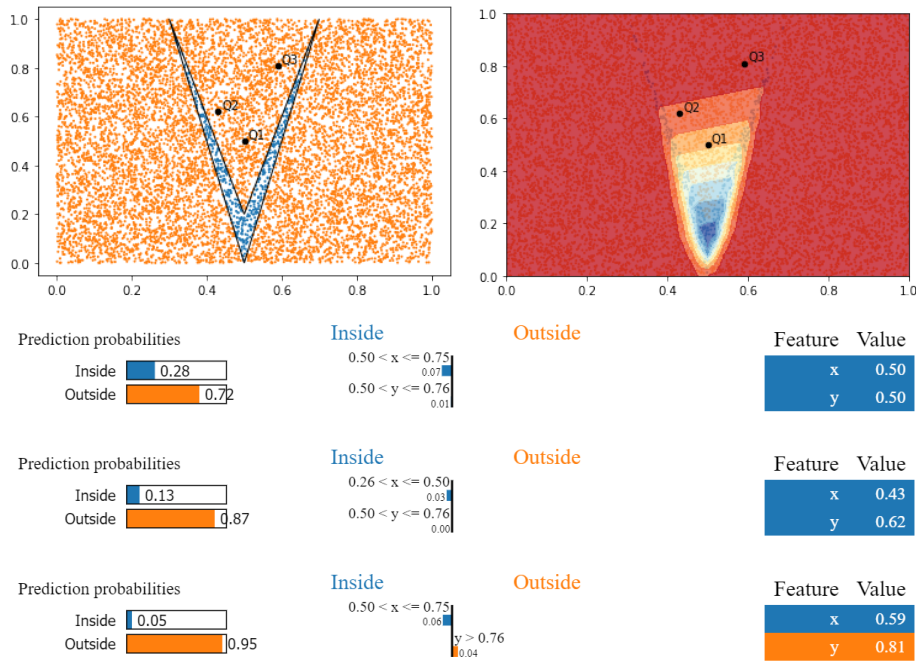 1.0
0.8
0.6
0.4
0.2
0.0
0.0 0.2 0.4 0.6 0.8 1.0
Q3
Q2
Q1
1.0
0.8
0.6
0.4
0.2
0.0
0.0 0.2 0.4 0.6 0.8 1.0
Q3
Q2
Q1
Prediction probabilities
Inside 0.28
Outside 0.72
Inside Outside
0.50 < x <= 0.75
0.07
0.50 < y <= 0.76
0.01
Feature Value
x 0.50
y 0.50
Prediction probabilities
Inside 0.13
Outside 0.87
Inside Outside
0.26 < x <= 0.50
0.03
0.50 < y <= 0.76
0.00
Feature Value
x 0.43
y 0.62
Prediction probabilities
Inside 0.05
Outside 0.95
Inside Outside
0.50 < x <= 0.75
0.06
y > 0.76
0.04
Feature Value
x 0.59
y 0.81